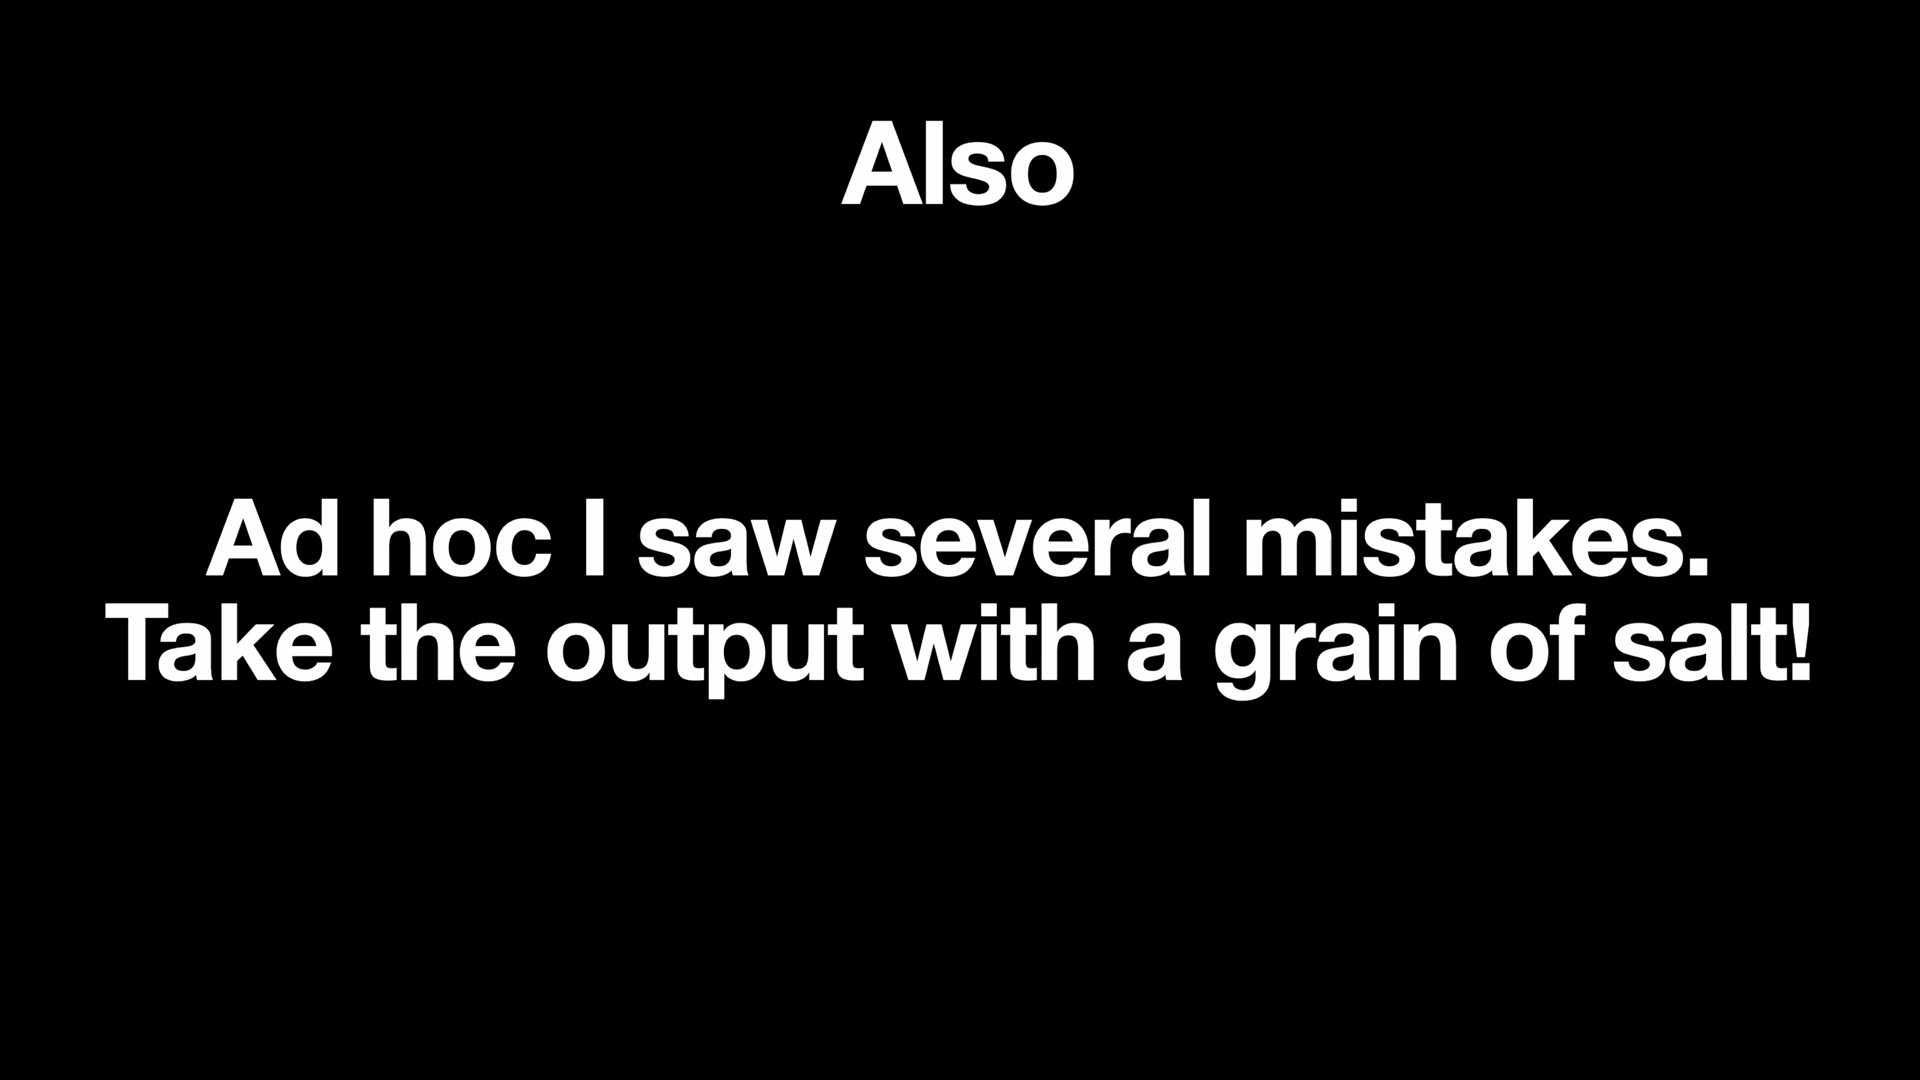 Also
Ad hoc I saw several mistakes.
Take the output with a grain of salt!